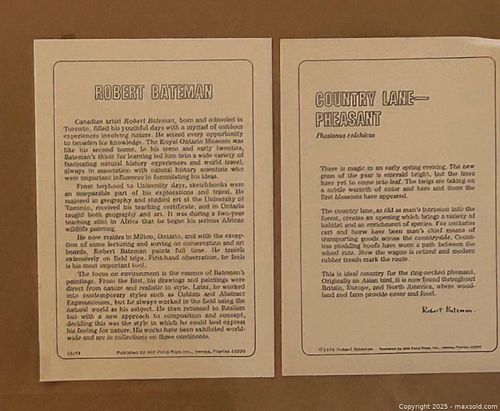 ROBERT BATEMAN
Canadian artist Robert Bateman, born and schooled in
Toronto, filled his youthful days with a myriad of outdoor
experiences involving nature. He seized every opportunity
to broaden his knowledge. The Royal Ontario Museum was
like his second home. In his teens and early twenties,
Bateman's thirst for learning led him into a wide variety of
fascinating natural history experiences and world travel,
always in association with natural history scientists who
were important influences in formulating his ideas.
From boyhood to University days, sketchbooks were
an inseparable part of his explorations and travel. He
majored in geography and studied art at the University of
Toronto, received his teaching certificate, and in Ontario
taught both geography and art. It was during a two-year
teaching stint in Africa that he began his serious African
wildlife painting.
He now resides in Milton, Ontario, and with the excep-
tion of some lecturing and serving on conservation and art
boards, Robert Bateman paints full time. He travels
extensively on field trips. First-hand observation, he feels
is his most important tool.
The focus on environment is the essence of Bateman's
paintings. From the first, his drawings and paintings were
direct from nature and realistic in style. Later, he worked
into contemporary styles such as Cubism and Abstract
Expressionism, but he always worked in the field using the
natural world as his subject. He then returned to Realism
but with a new approach to composition and concept,
deciding this was the style in which he could best express
his feeling for nature. His works have been exhibited world-
wide and are in collections on three continents.
Published by Mill Pond Press Inc., Venice, Florida 33595
COUNTRY LANE—
PHEASANT
Phasianus colchicus
There is magic in an early spring evening. The new
grass of the year is emerald bright, but the trees
have yet to come into leaf. The twigs are taking on
a subtle warmth of colour and here and there the
first blossoms have appeared.
The country lane, as old as man's intrusion into the
forest, creates an opening which brings a variety of
habitat and an enrichment of species. For centuries
cart and horse have been man's chief means of
transporting goods across the countryside. Count-
less plodding hoofs have worn a path between the
wheel ruts. Now the wagon is retired and modern
rubber treads mark the route.
This is ideal country for the ring-necked pheasant.
Originally an Asian bird, it is now found throughout
Britain, Europe, and North America, where wood-
land and farm provide cover and food.
Robert Bateman
Robert Bateman Published by Mill Pond Press Inc., Venice, Florida 33595
Copyright 2025 - maxsold.com